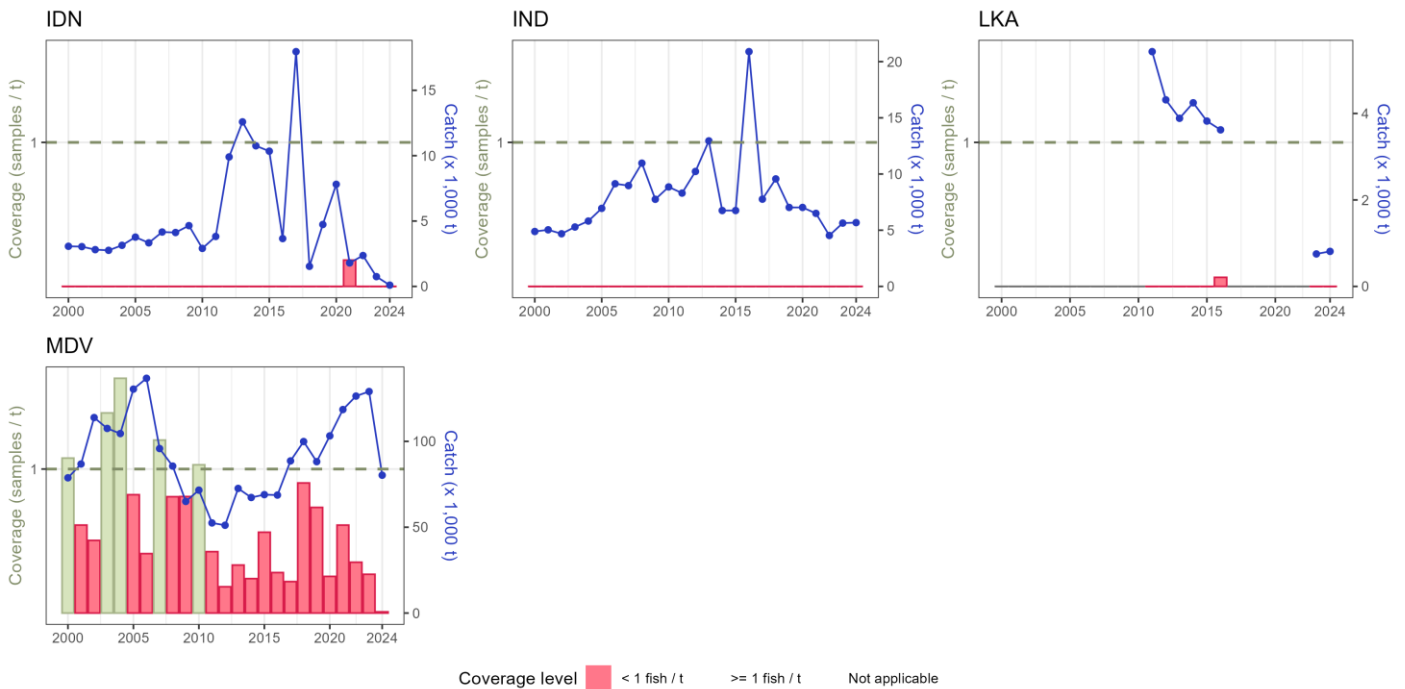 IDN
Coverage (samples / t)
1
15
10
5
0
Catch (x 1,000 t)
2000 2005 2010 2015 2020 2024
IND
Coverage (samples / t)
1
20
15
10
5
0
Catch (x 1,000 t)
2000 2005 2010 2015 2020 2024
LKA
Coverage (samples / t)
1
4
2
0
Catch (x 1,000 t)
2000 2005 2010 2015 2020 2024
MDV
Coverage (samples / t)
1
100
50
0
Catch (x 1,000 t)
2000 2005 2010 2015 2020 2024
Coverage level < 1 fish / t >= 1 fish / t Not applicable